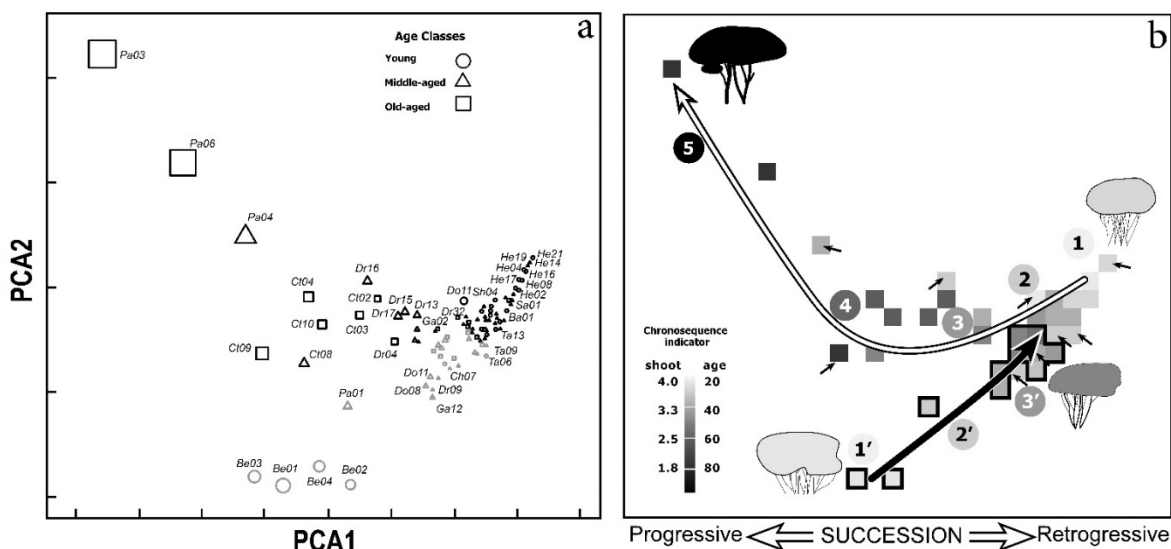 a
Age Classes
Young
Middle-aged
Old-aged
Pa03
Pa06
Pa04
Dr16
Ct04
Ct02
Dr15
Dr13
Dr17
Ct10
Ct03
Ga02
Dr32
Do11
Sh04
He19
He21
He04
He14
He16
He17
He08
He02
Sa01
Ba01
Ta13
Ct09
Ct08
Dr04
Ta09
Ta06
Ch07
Do11
Do08
Dr09
Ga12
Pa01
Be03
Be01
Be04
Be02
PCA2
PCA1
b
5
1
2
4
3
3′
2′
1′
Chronosequence
indicator
shoot age
4.0 20
3.3 40
2.5 60
1.8 80
Progressive SUCCESSION Retrogressive